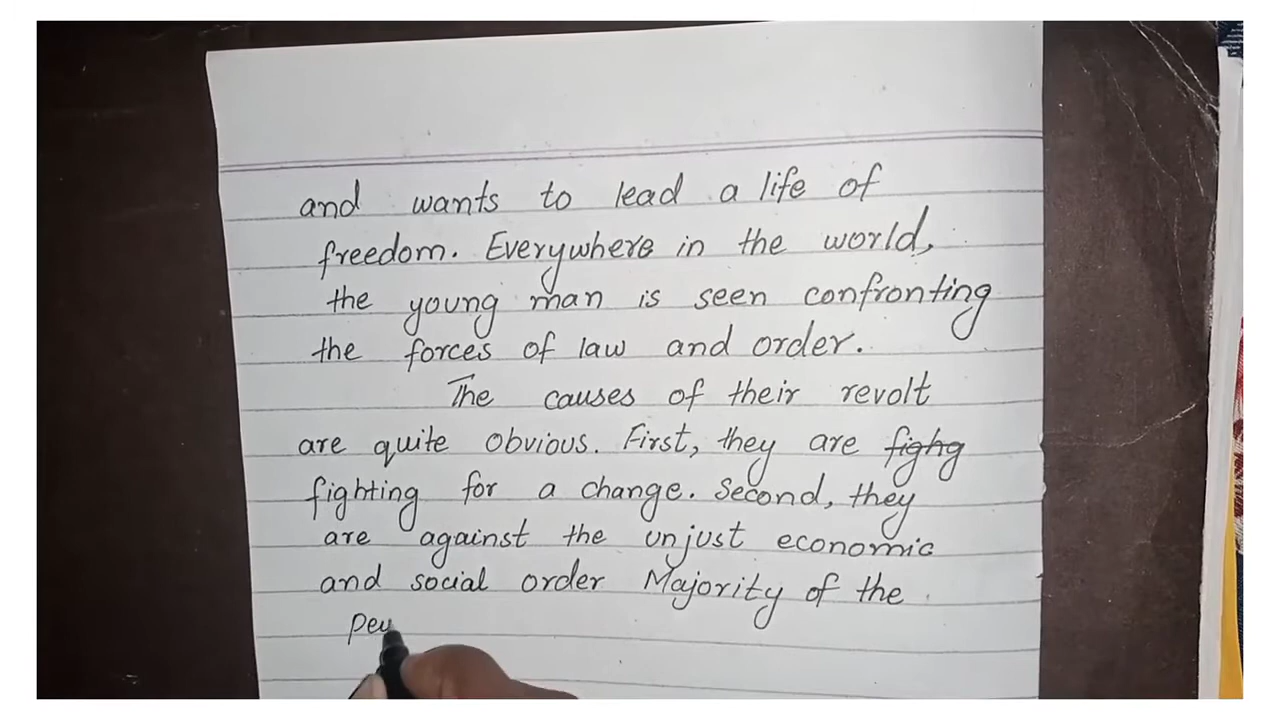 and wants to lead a life of
freedom. Everywhere in the world,
the young man is seen confronting
the forces of law and order.
The causes of their revolt
are quite obvious. First, they are
fighting for a change. Second, they
are against the unjust economic
and social order Majority of the